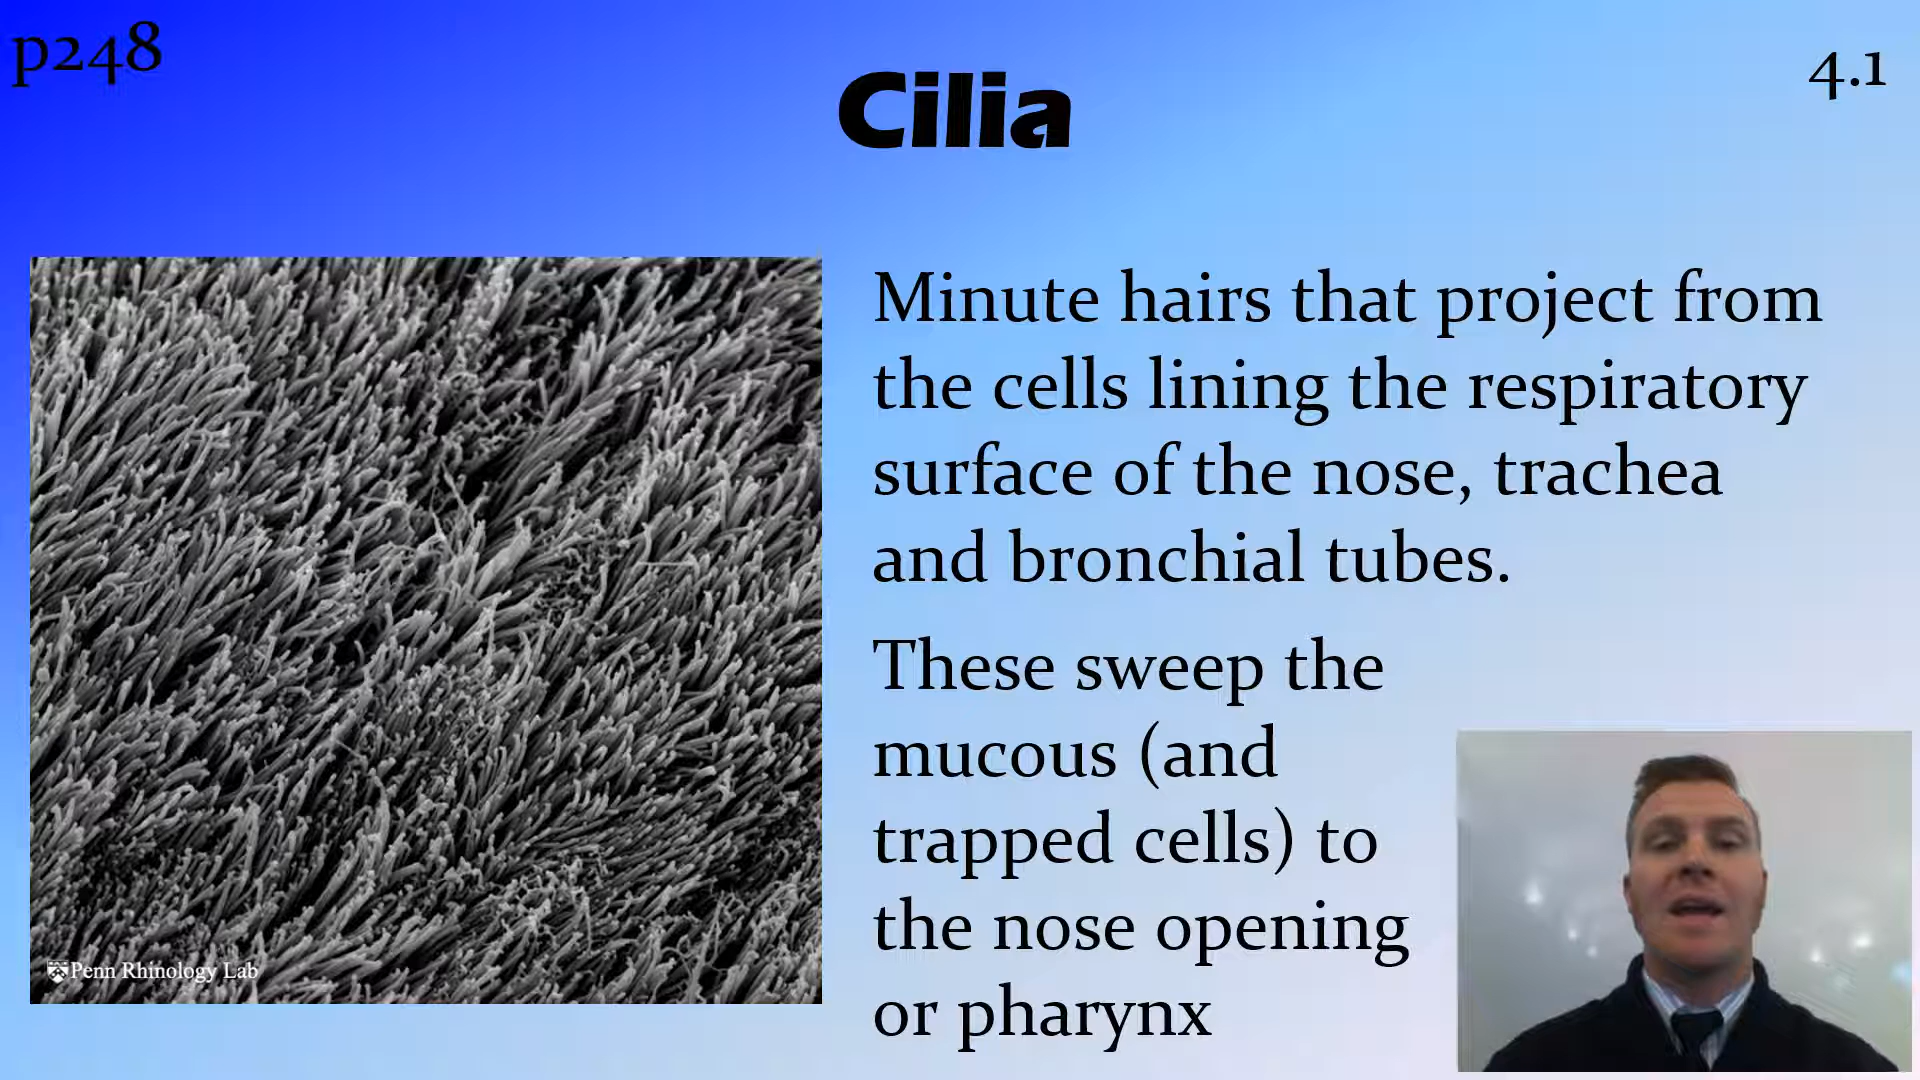 p248
Cilia
4.1
Minute hairs that project from
the cells lining the respiratory
surface of the nose, trachea
and bronchial tubes.
These sweep the
mucous (and
trapped cells) to
the nose opening
or pharynx
Penn Rhinology Lab